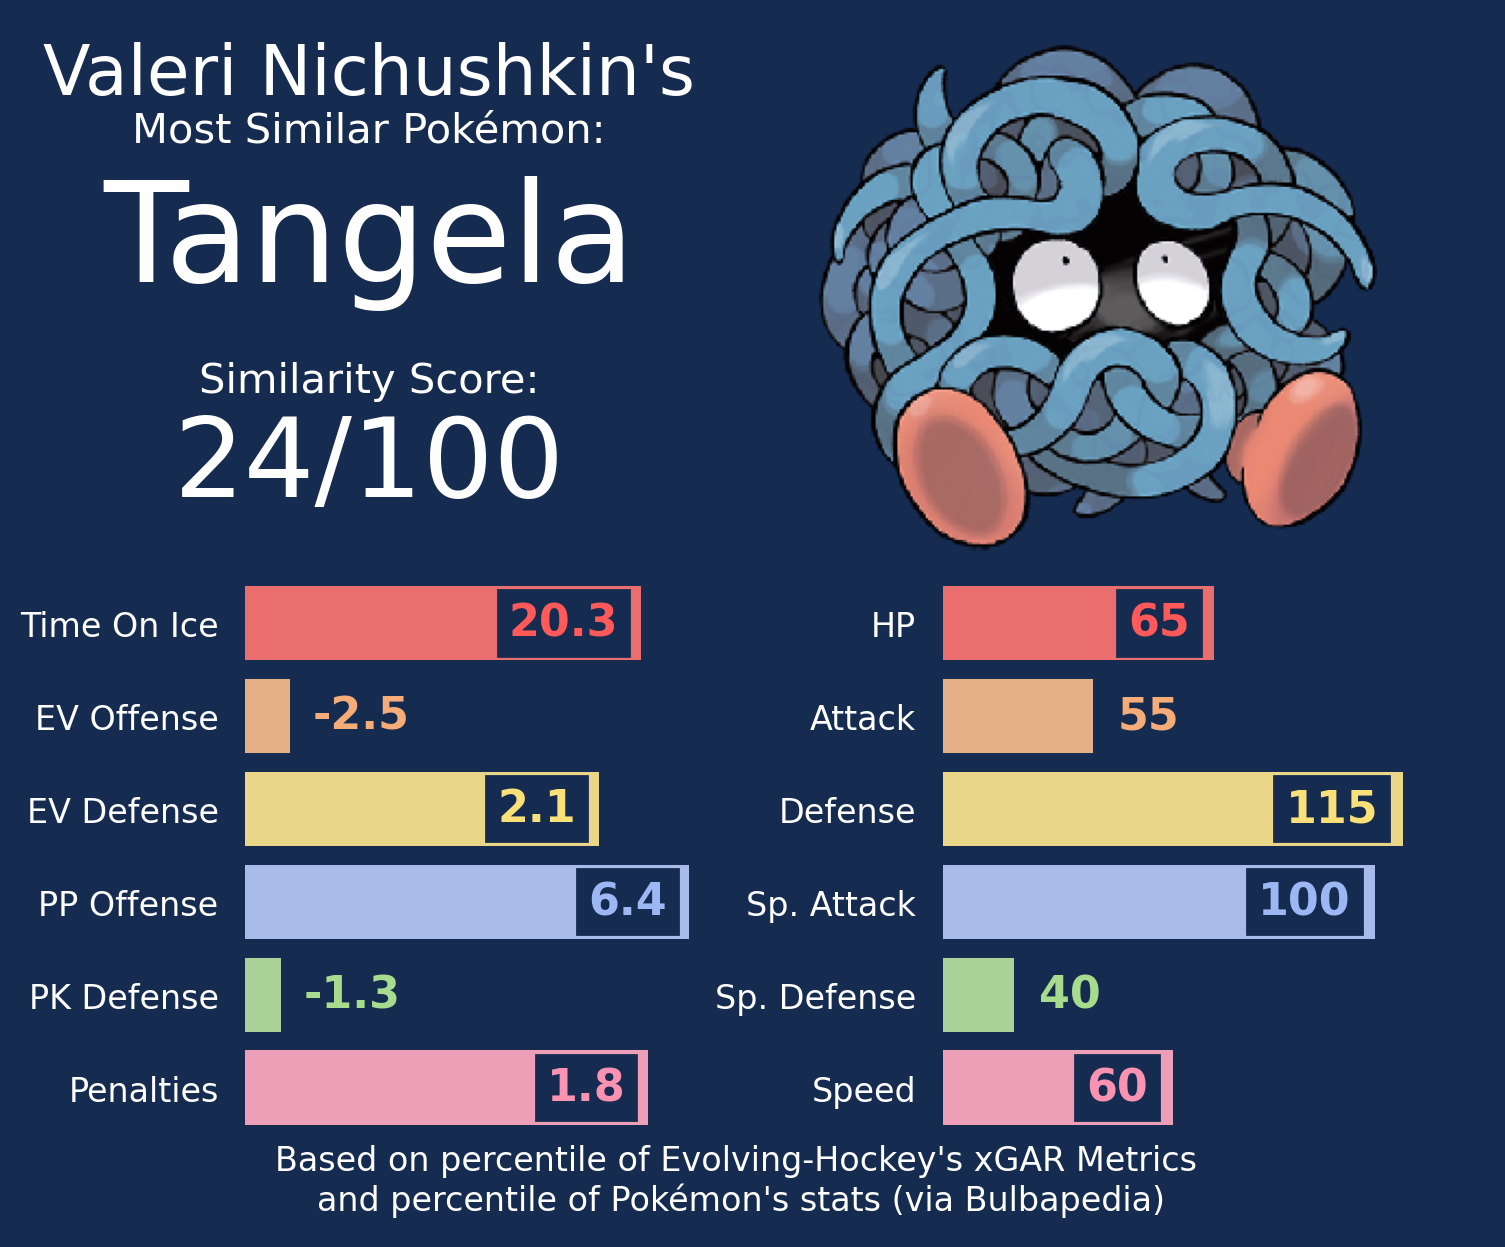 Valeri Nichushkin's
Most Similar Pokémon:
Tangela
Similarity Score:
24/100
Time On Ice 20.3
EV Offense -2.5
EV Defense 2.1
PP Offense 6.4
PK Defense -1.3
Penalties 1.8
HP 65
Attack 55
Defense 115
Sp. Attack 100
Sp. Defense 40
Speed 60
Based on percentile of Evolving-Hockey's xGAR Metrics
and percentile of Pokémon's stats (via Bulbapedia)